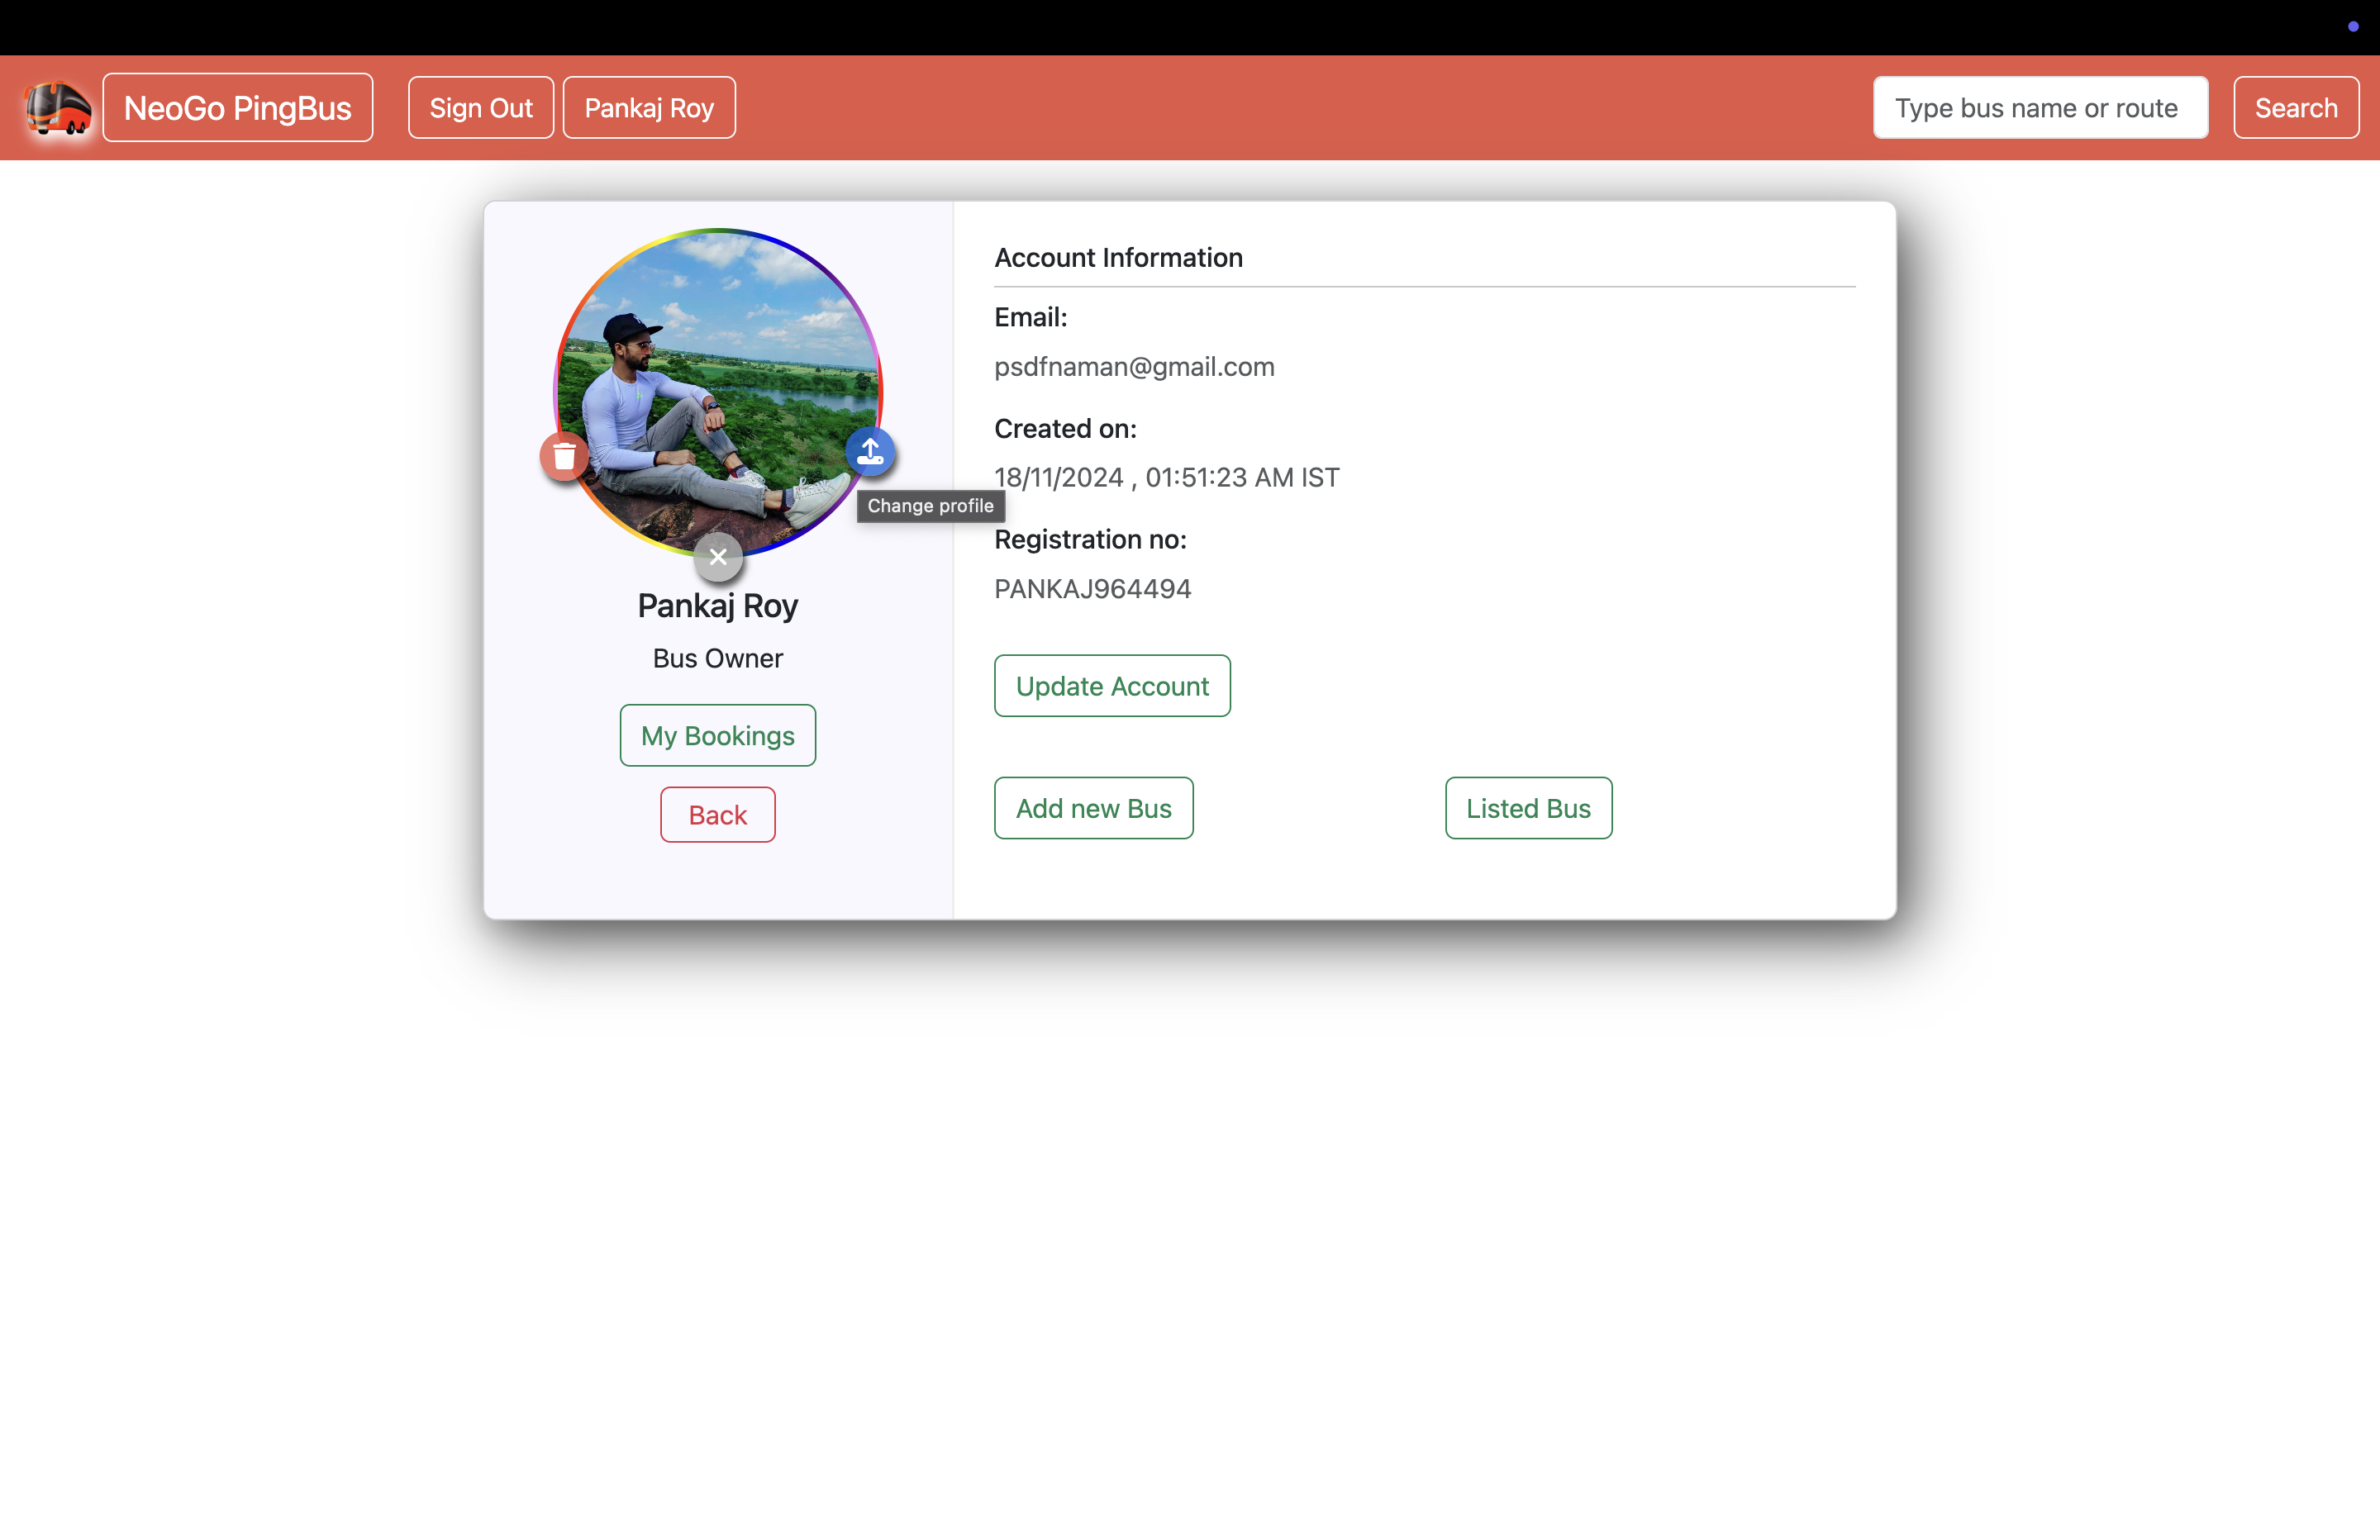 NeoGo PingBus
Sign Out
Pankaj Roy
Type bus name or route
Search
Pankaj Roy
Bus Owner
My Bookings
Back
Account Information
Email:
psdfnaman@gmail.com
Created on:
18/11/2024 , 01:51:23 AM IST
Change profile
Registration no:
PANKAJ964494
Update Account
Add new Bus
Listed Bus